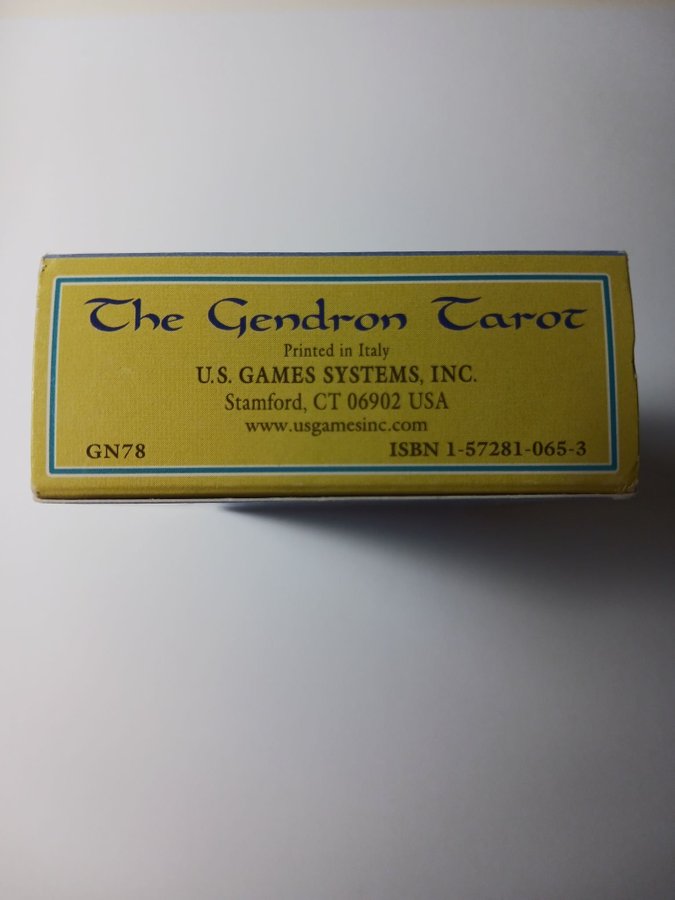 The Gendron Tarot
Printed in Italy
U.S. GAMES SYSTEMS, INC.
Stamford, CT 06902 USA
www.usgamesinc.com
GN78 ISBN 1-57281-065-3